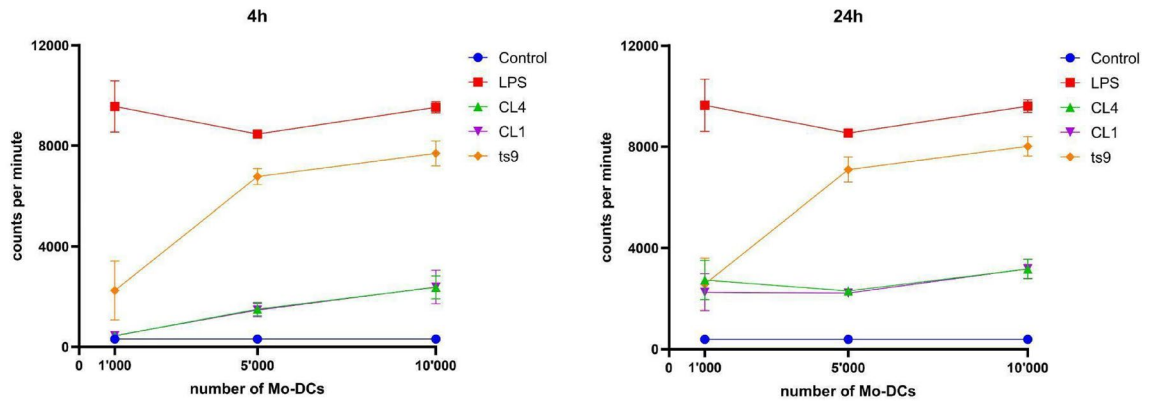 4h
12000
8000
4000
0
0
1'000
5'000
10'000
counts per minute
number of Mo-DCs
Control
LPS
CL4
CL1
ts9
24h
12000
8000
4000
0
0
1'000
5'000
10'000
counts per minute
number of Mo-DCs
Control
LPS
CL4
CL1
ts9